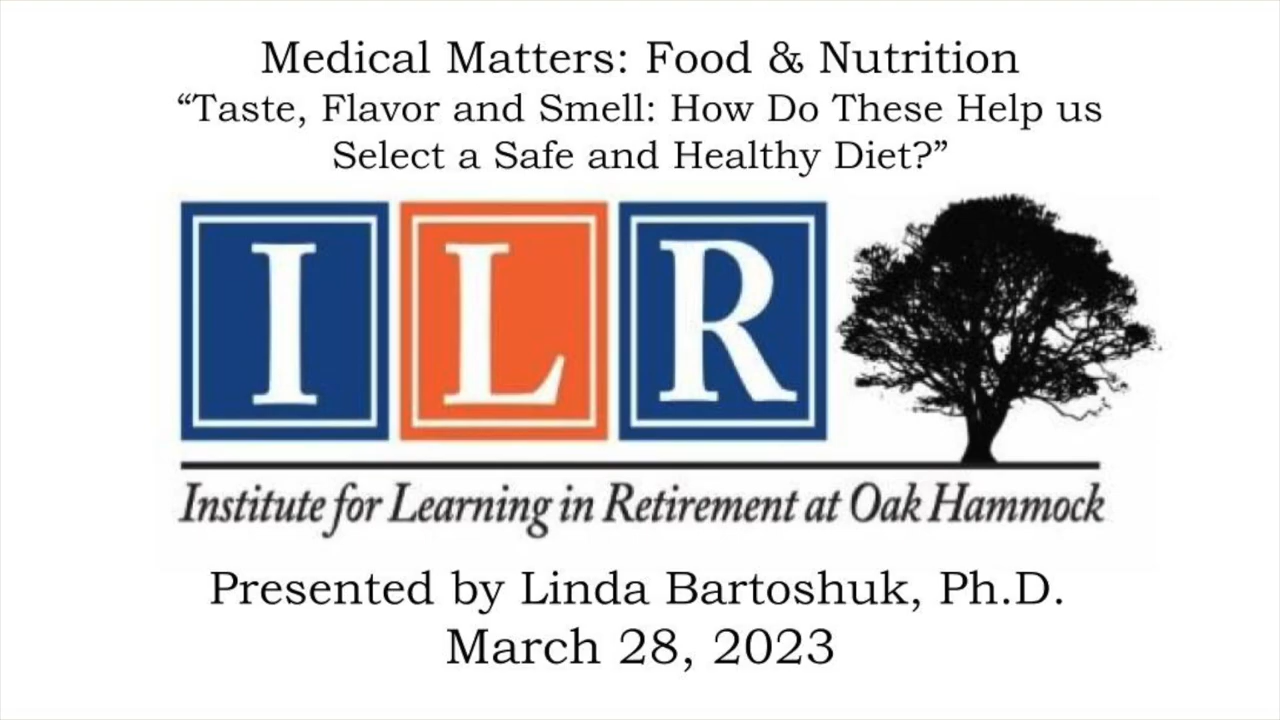 Medical Matters: Food & Nutrition
“Taste, Flavor and Smell: How Do These Help us
Select a Safe and Healthy Diet?”
I L R
Institute for Learning in Retirement at Oak Hammock
Presented by Linda Bartoshuk, Ph.D.
March 28, 2023